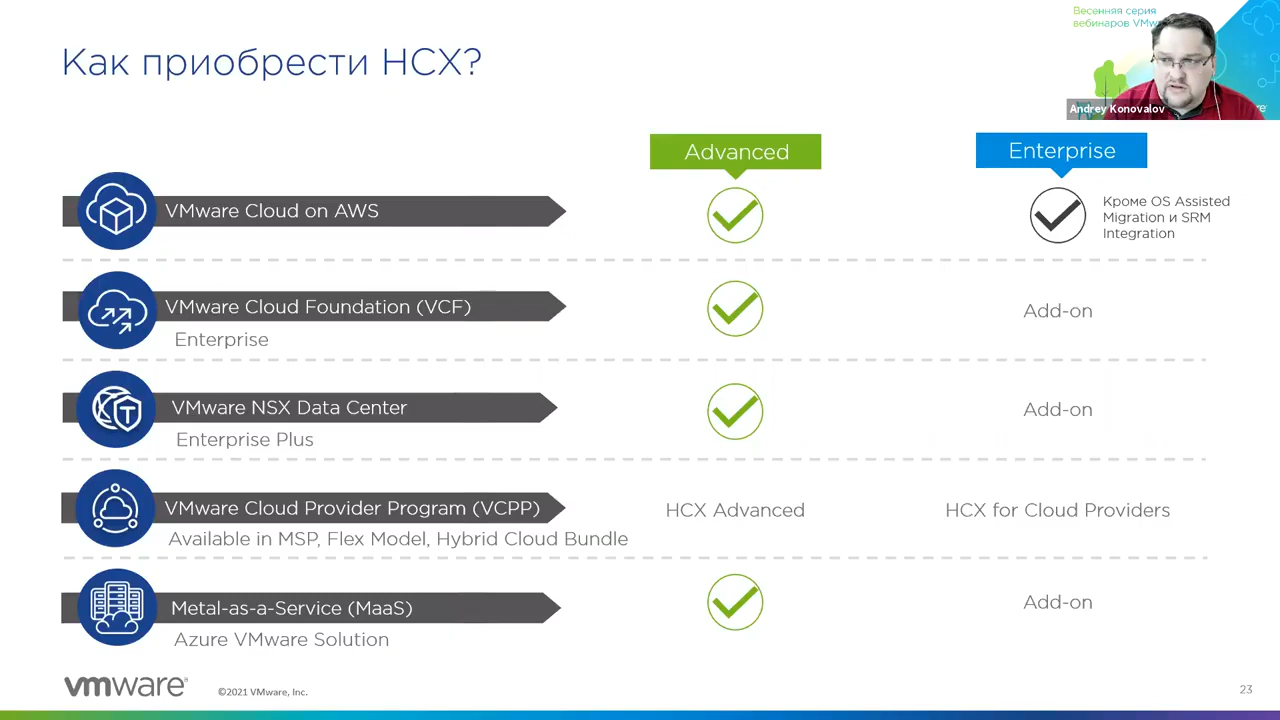 Весенняя серия
вебинаров VMw
Как приобрести HCX?
Andrey Konovalov
Advanced
Enterprise
VMware Cloud on AWS
Кроме OS Assisted
Migration и SRM
Integration
VMware Cloud Foundation (VCF)
Enterprise
Add-on
VMware NSX Data Center
Enterprise Plus
Add-on
VMware Cloud Provider Program (VCPP)
Available in MSP, Flex Model, Hybrid Cloud Bundle
HCX Advanced
HCX for Cloud Providers
Metal-as-a-Service (MaaS)
Azure VMware Solution
Add-on
vmware®
©2021 VMware, Inc.
23